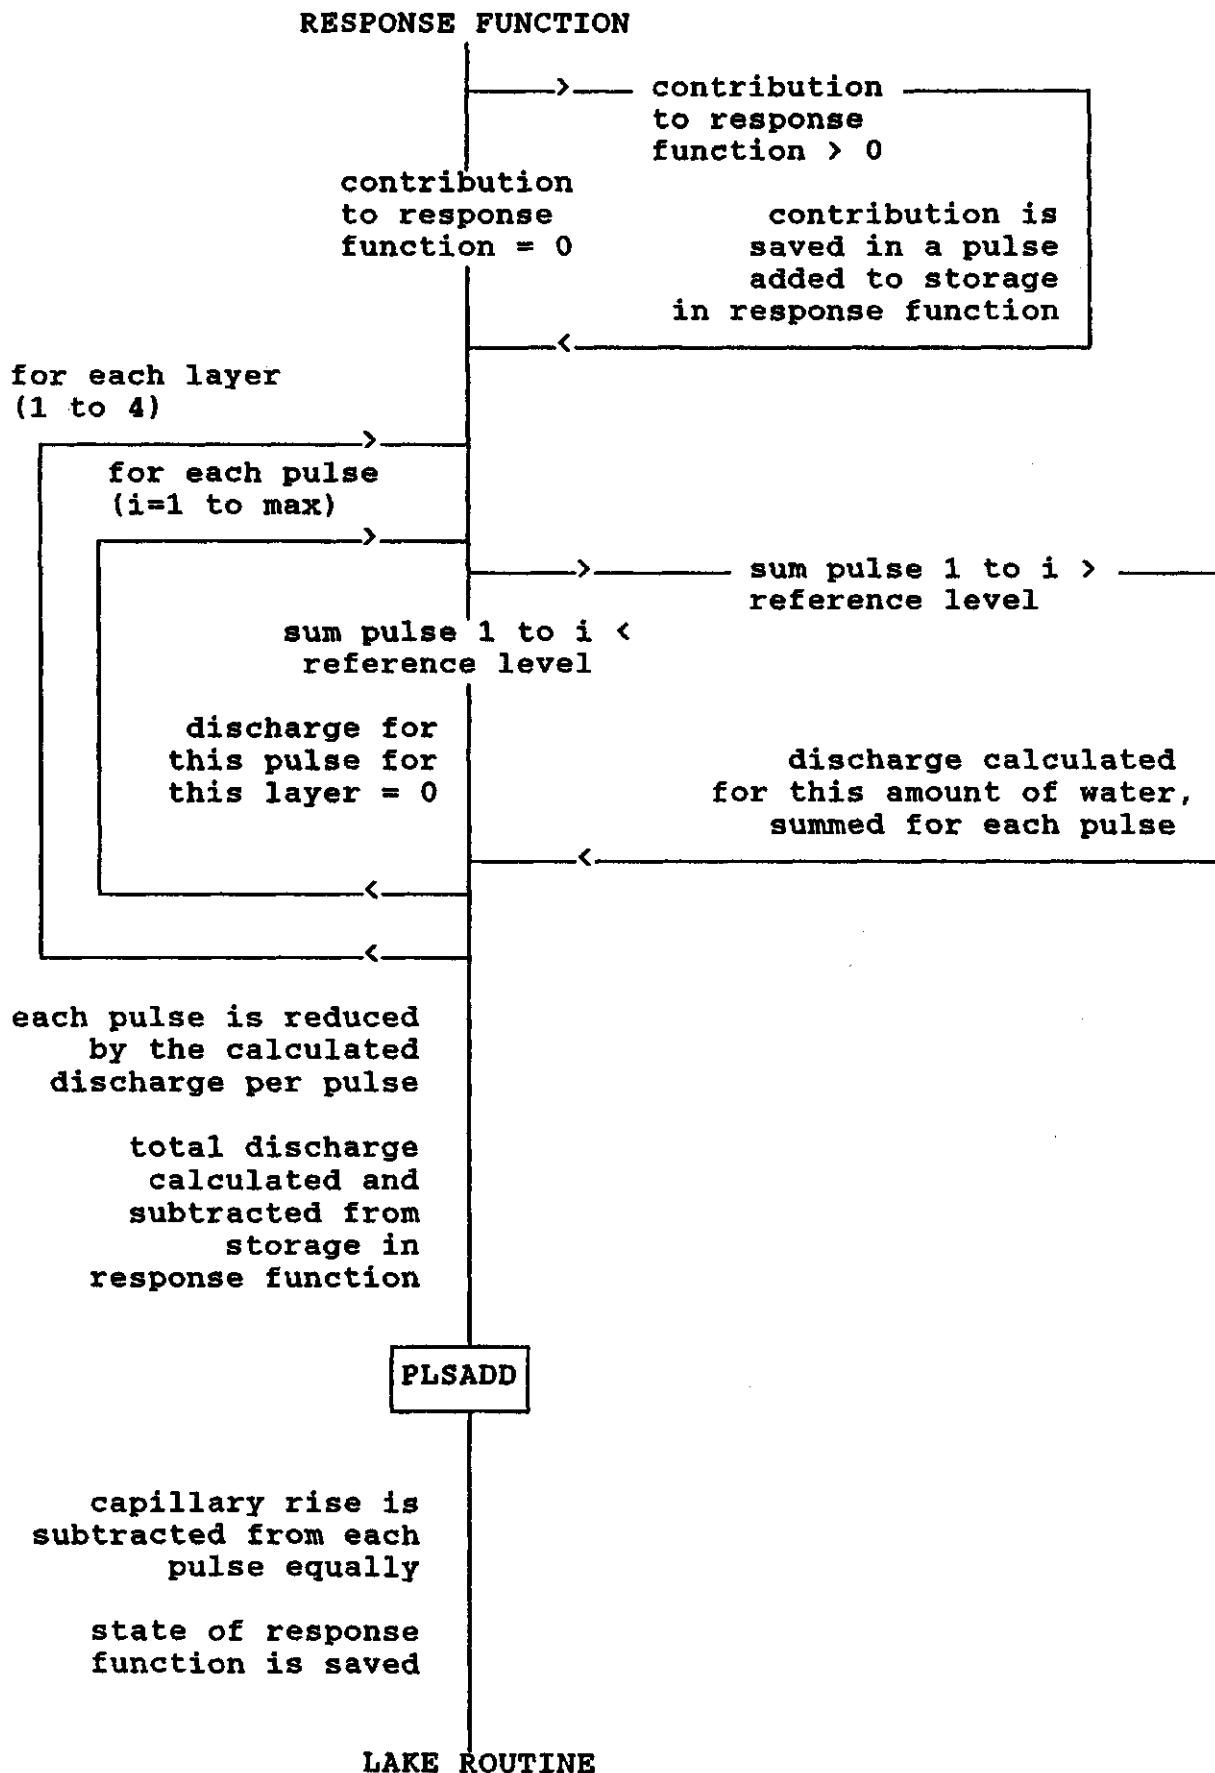 RESPONSE FUNCTION
contribution
to response
function > 0
contribution
to response
function = 0
contribution is
saved in a pulse
added to storage
in response function
for each layer
(1 to 4)
for each pulse
(i=1 to max)
sum pulse 1 to i >
reference level
sum pulse 1 to i <
reference level
discharge for
this pulse for
this layer = 0
discharge calculated
for this amount of water,
summed for each pulse
each pulse is reduced
by the calculated
discharge per pulse
total discharge
calculated and
subtracted from
storage in
response function
PLSADD
capillary rise is
subtracted from each
pulse equally
state of response
function is saved
LAKE ROUTINE